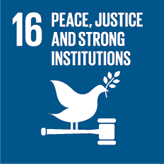 16 PEACE, JUSTICE
AND STRONG
INSTITUTIONS